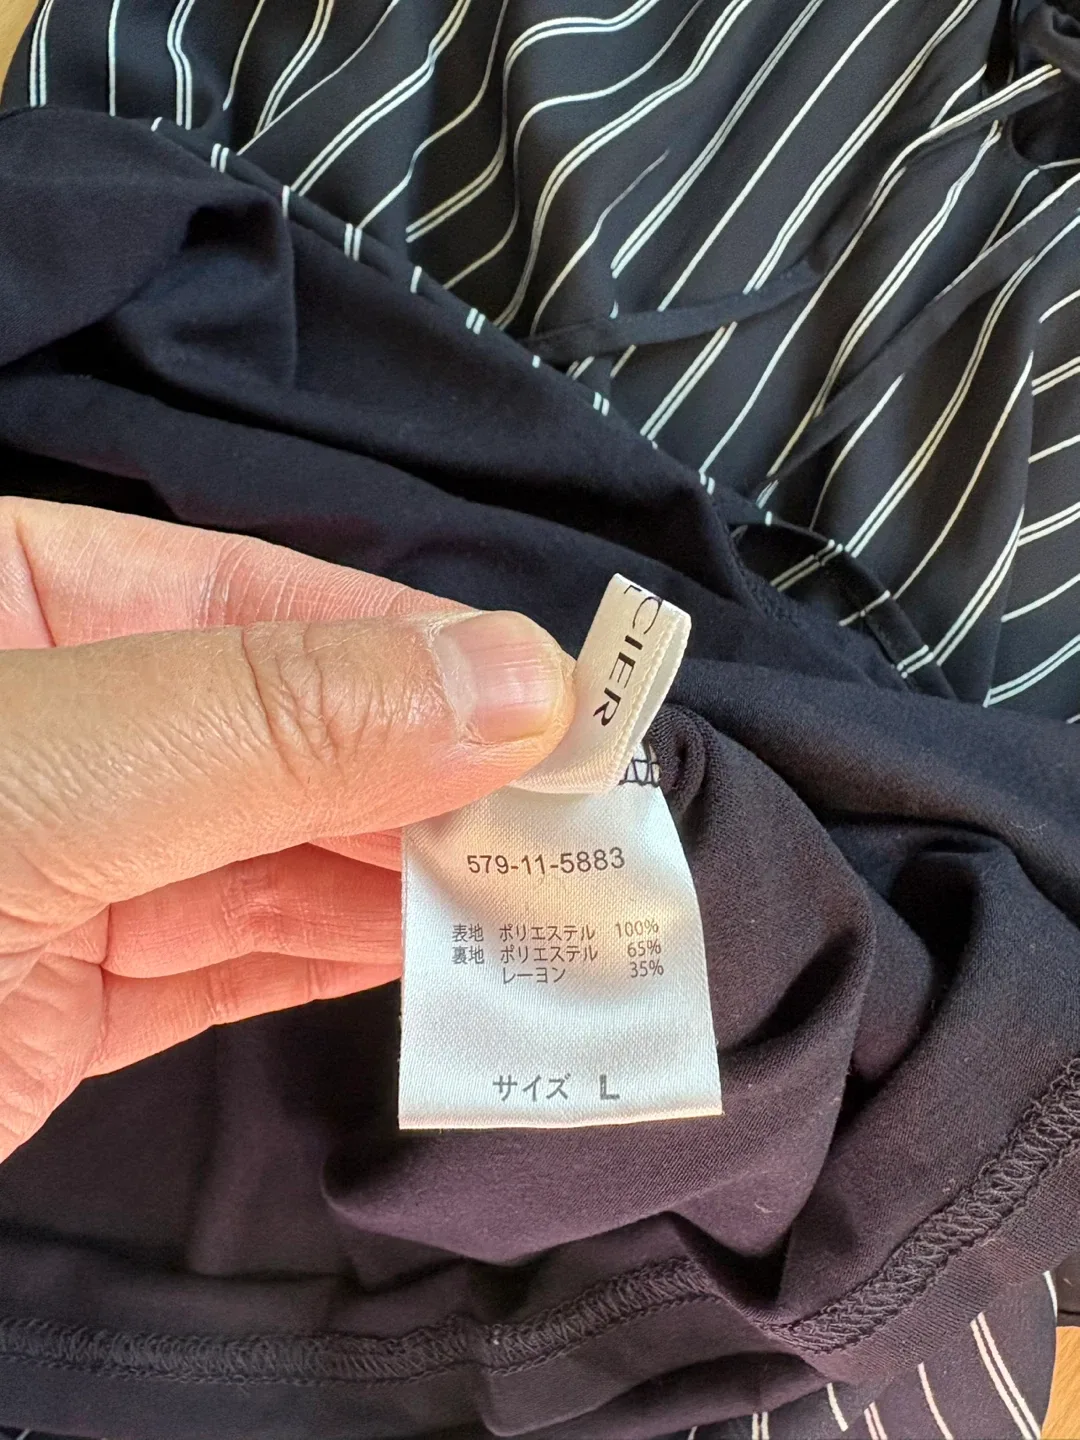 CIER
579-11-5883
表地 ポリエステル 100%
裏地 ポリエステル 65%
レーヨン 35%
サイズ L